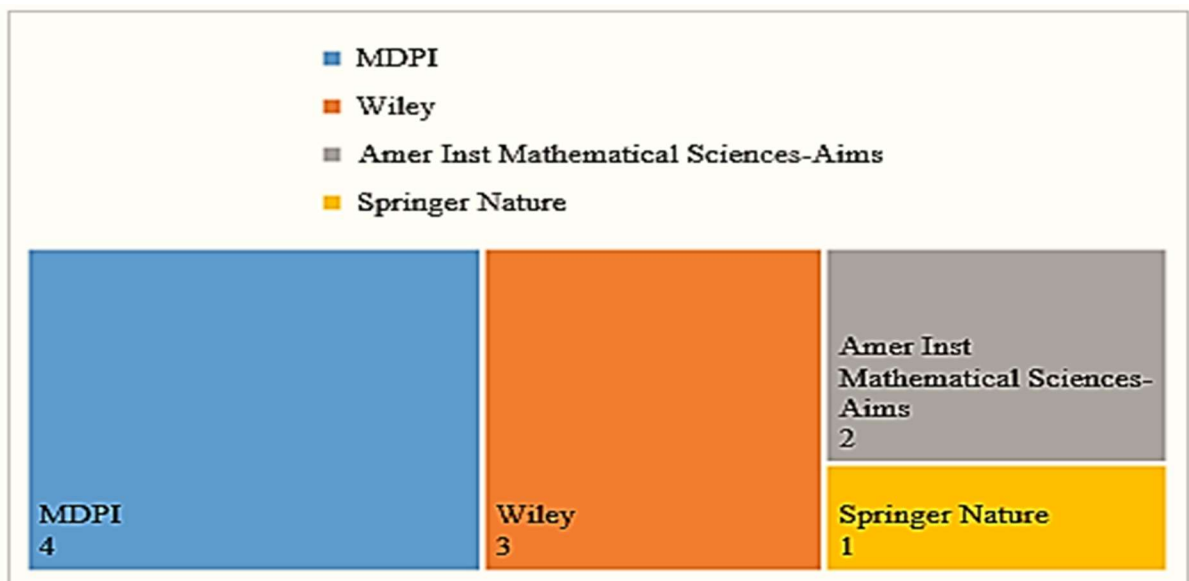 MDPI
Wiley
Amer Inst Mathematical Sciences-Aims
Springer Nature
MDPI
4
Wiley
3
Amer Inst
Mathematical Sciences-
Aims
2
Springer Nature
1